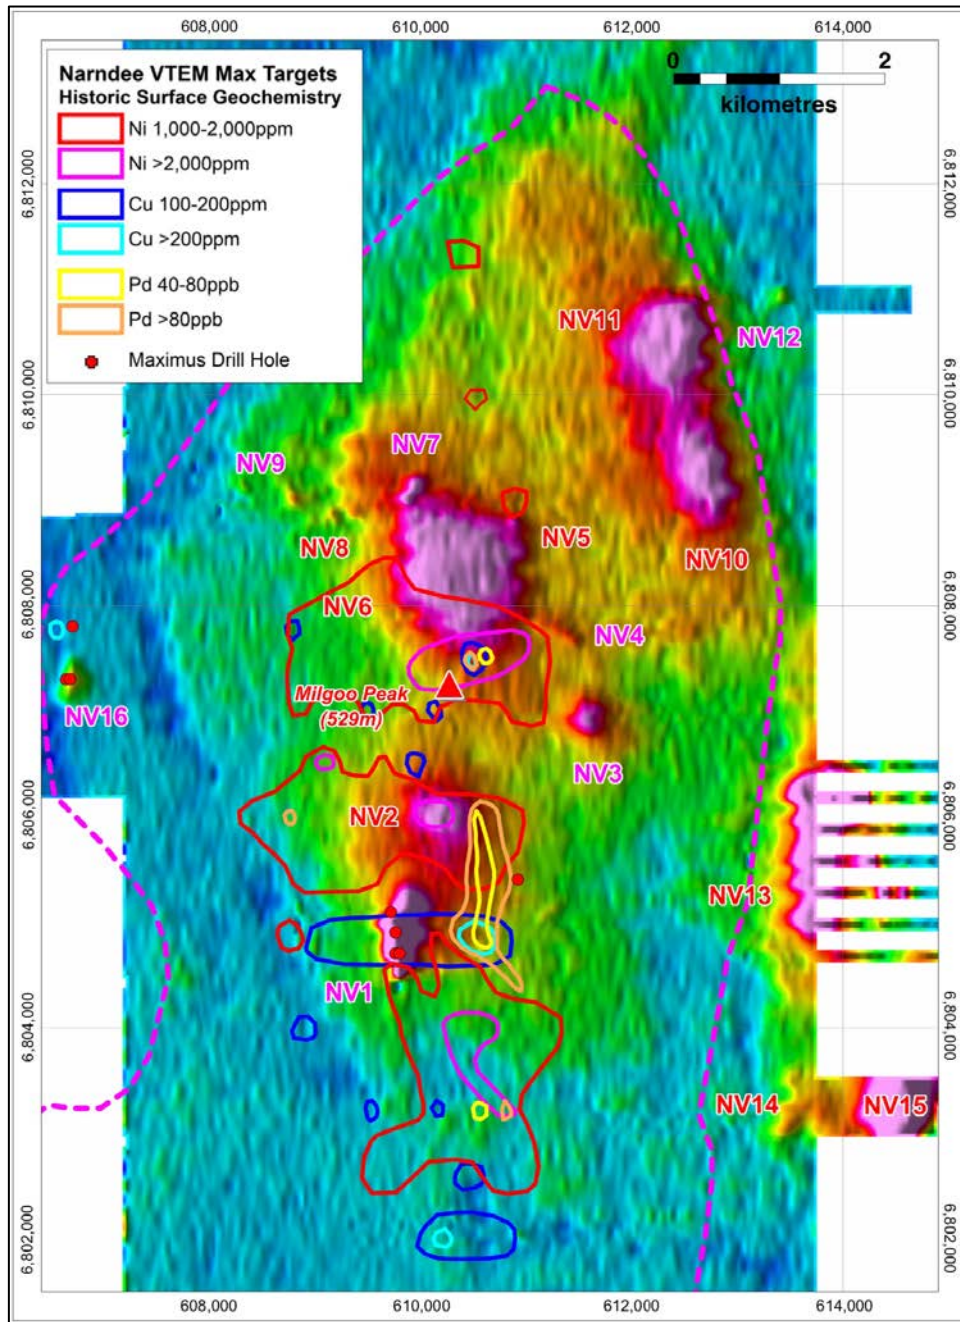 608,000 610,000 612,000 614,000
Narndee VTEM Max Targets
Historic Surface Geochemistry
Ni 1,000-2,000ppm
Ni >2,000ppm
Cu 100-200ppm
Cu >200ppm
Pd 40-80ppb
Pd >80ppb
Maximus Drill Hole
0 2
kilometres
6,812,000 6,812,000
NV11
NV12
6,810,000 6,810,000
NV7
NV9
NV5
NV8
NV10
6,808,000 6,808,000
NV6
NV4
Milgoo Peak
(529m)
NV16
NV3
6,806,000 6,806,000
NV2
NV13
NV1
6,804,000 6,804,000
NV14 NV15
6,802,000 6,802,000
608,000 610,000 612,000 614,000